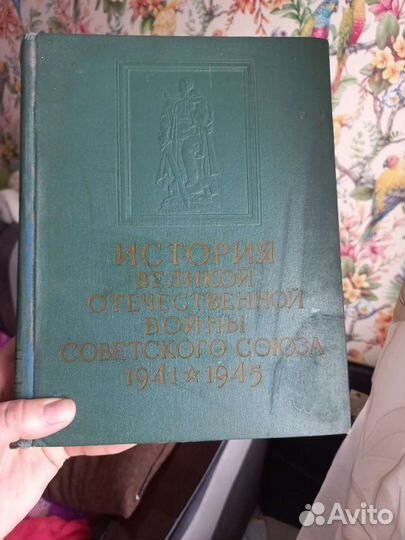 ИСТОРИЯ
ВЕЛИКОЙ
ОТЕЧЕСТВЕННОЙ
ВОЙНЫ
СОВЕТСКОГО СОЮЗА
1941 ★ 1945
Avito